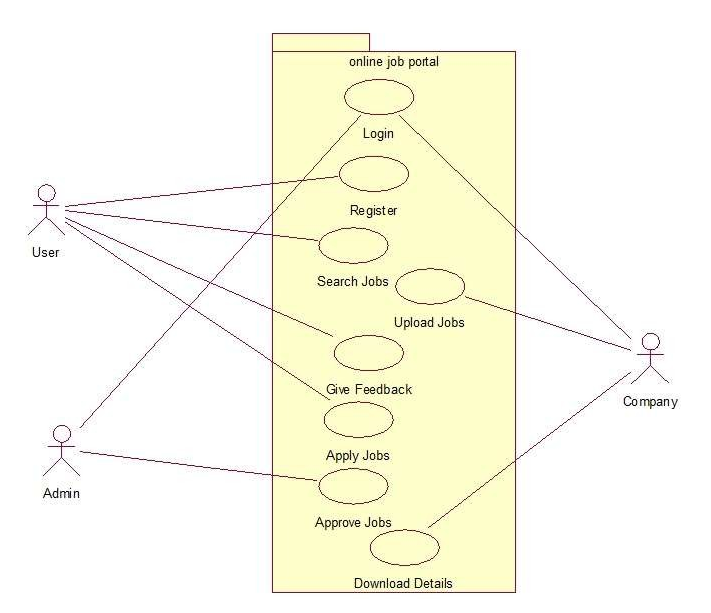 online job portal
Login
Register
User
Search Jobs
Upload Jobs
Give Feedback
Company
Apply Jobs
Admin
Approve Jobs
Download Details